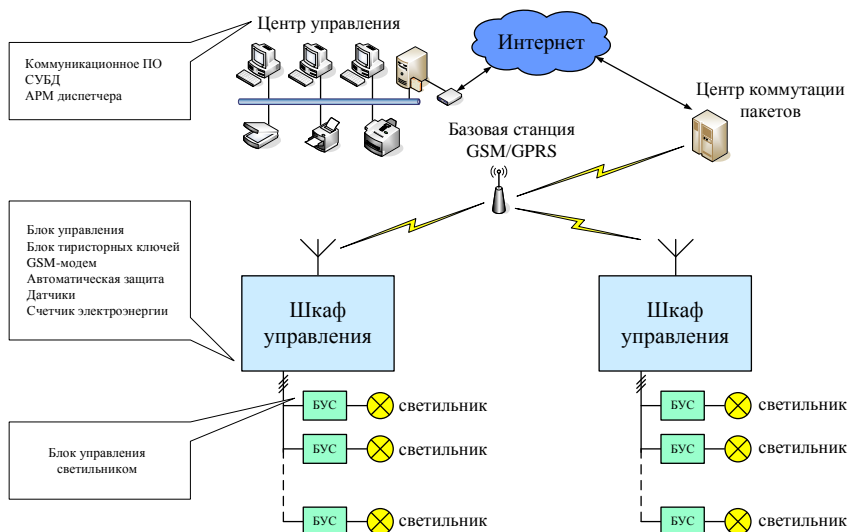 Центр управления
Коммуникационное ПО
СУБД
АРМ диспетчера
Интернет
Центр коммутации
пакетов
Базовая станция
GSM/GPRS
Блок управления
Блок тиристорных ключей
GSM-модем
Автоматическая защита
Датчики
Счетчик электроэнергии
Шкаф
управления
Шкаф
управления
БУС
светильник
БУС
светильник
БУС
светильник
БУС
светильник
Блок управления
светильником
БУС
светильник
БУС
светильник